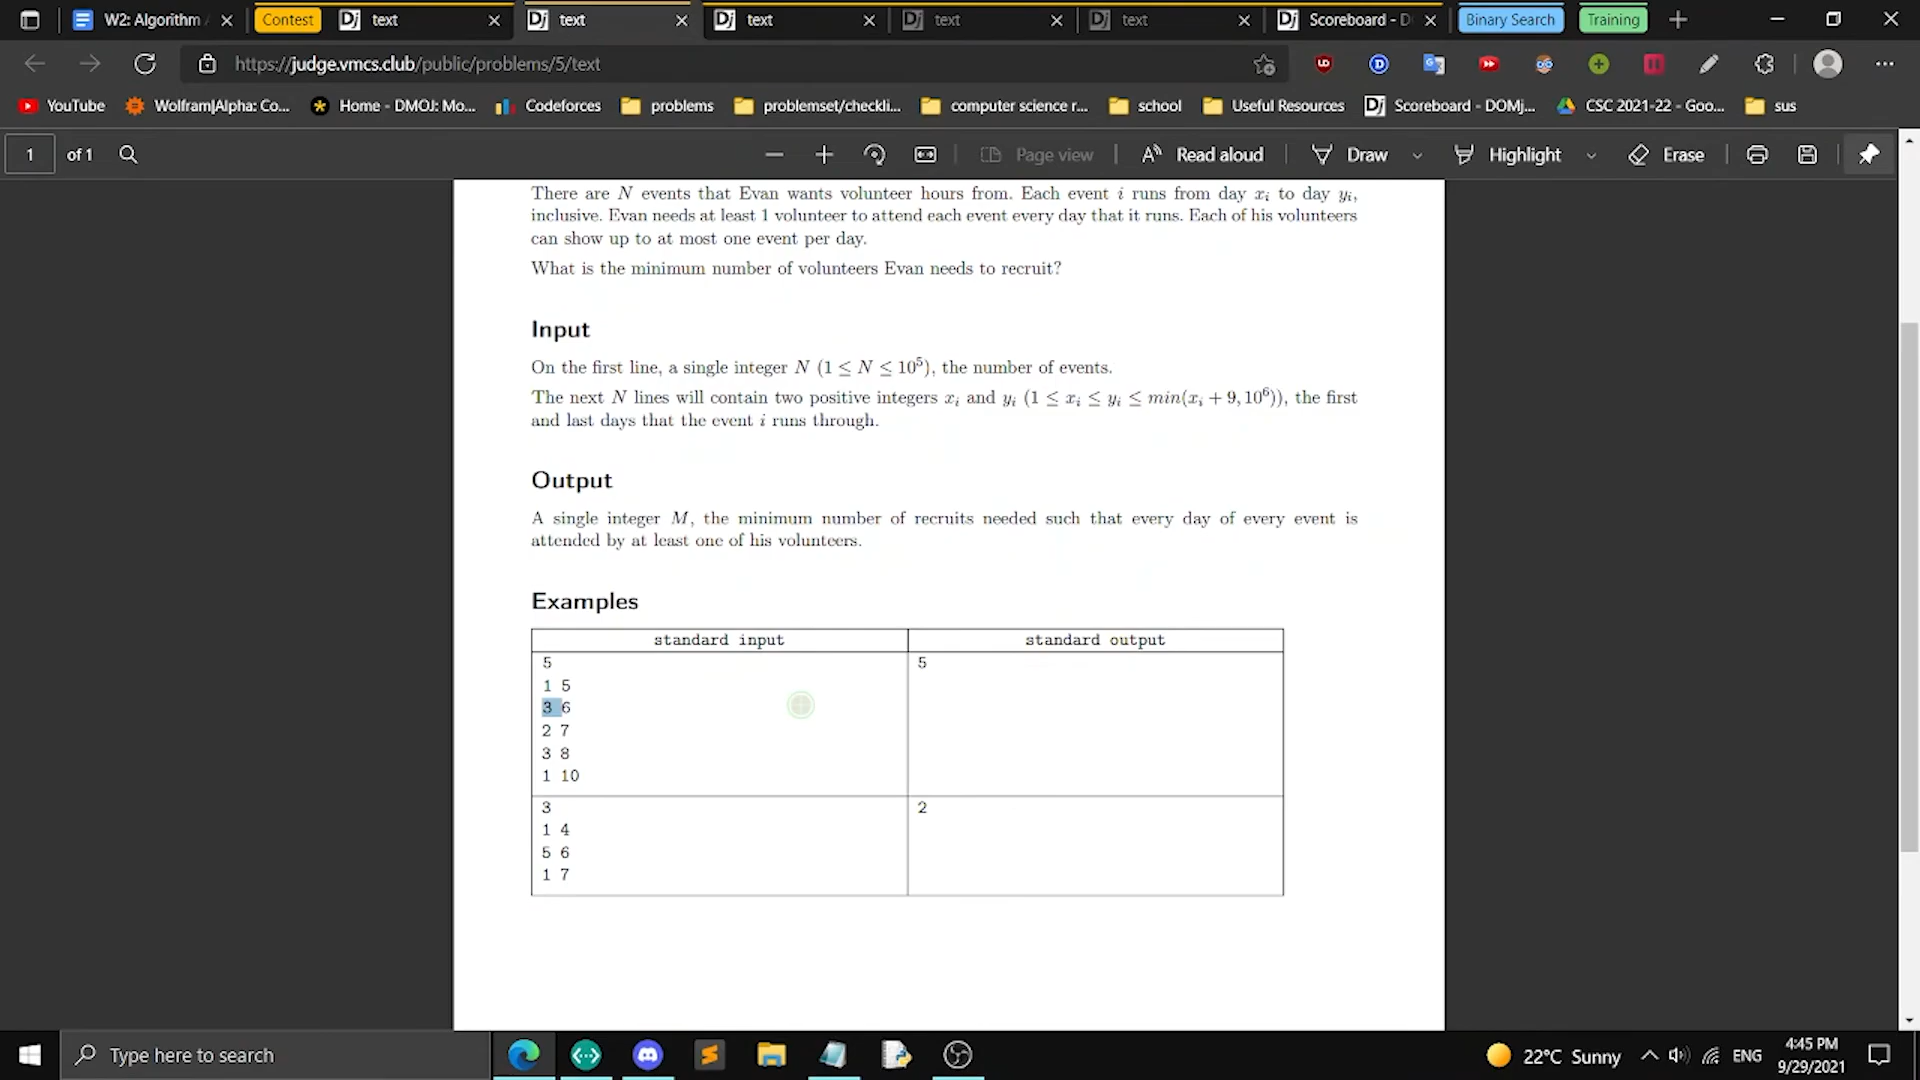 W2: Algorithm
Contest
text
text
text
text
text
Scoreboard - D
Binary Search
Training
https://judge.vmcs.club/public/problems/5/text
YouTube
Wolfram|Alpha: Co...
Home - DMOJ: Mo...
Codeforces
problems
problemset/checkli...
computer science r...
school
Useful Resources
Scoreboard - DOMj...
CSC 2021-22 - Goo...
sus
1 of 1
Page view
Read aloud
Draw
Highlight
Erase
There are N events that Evan wants volunteer hours from. Each event i runs from day xᵢ to day yᵢ,
inclusive. Evan needs at least 1 volunteer to attend each event every day that it runs. Each of his volunteers
can show up to at most one event per day.
What is the minimum number of volunteers Evan needs to recruit?
Input
On the first line, a single integer N (1 ≤ N ≤ 10⁵), the number of events.
The next N lines will contain two positive integers xᵢ and yᵢ (1 ≤ xᵢ ≤ yᵢ ≤ min(xᵢ + 9, 10⁶)), the first
and last days that the event i runs through.
Output
A single integer M, the minimum number of recruits needed such that every day of every event is
attended by at least one of his volunteers.
Examples
standard input standard output
5 5
1 5
3 6
2 7
3 8
1 10
3 2
1 4
5 6
1 7
Type here to search
22°C Sunny
ENG
4:45 PM
9/29/2021